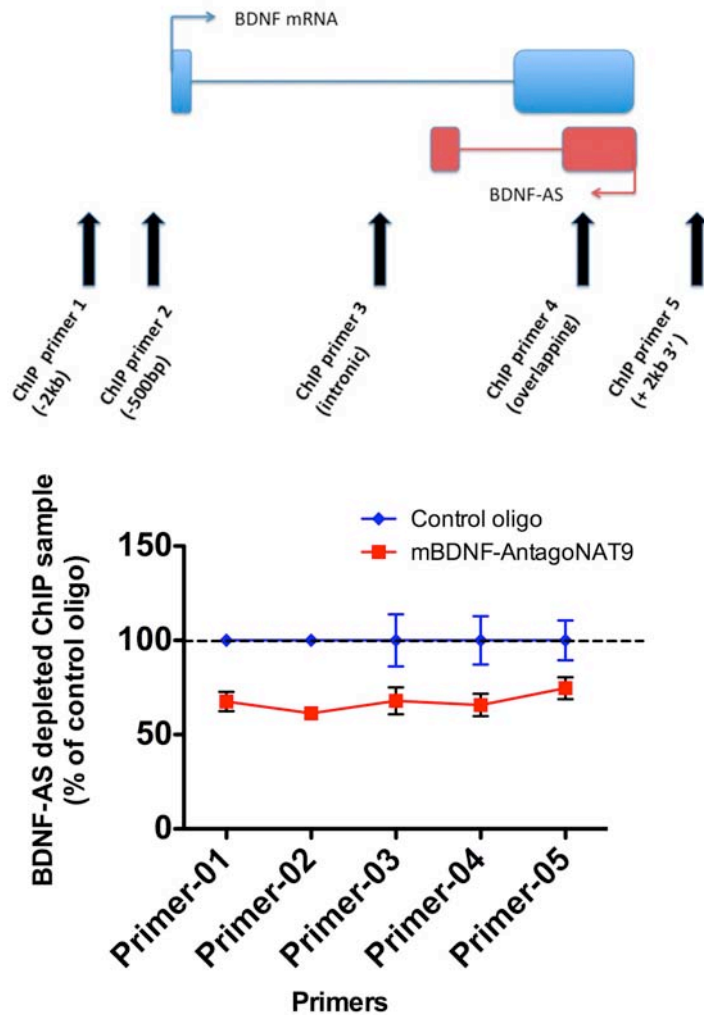 BDNF mRNA
BDNF-AS
ChIP primer 1
(-2kb)
ChIP primer 2
(-500bp)
ChIP primer 3
(intronic)
ChIP primer 4
(overlapping)
ChIP primer 5
(+ 2kb 3′)
BDNF-AS depleted ChIP sample
(% of control oligo)
150
100
50
0
Control oligo
mBDNF-AntagoNAT9
Primer-01
Primer-02
Primer-03
Primer-04
Primer-05
Primers